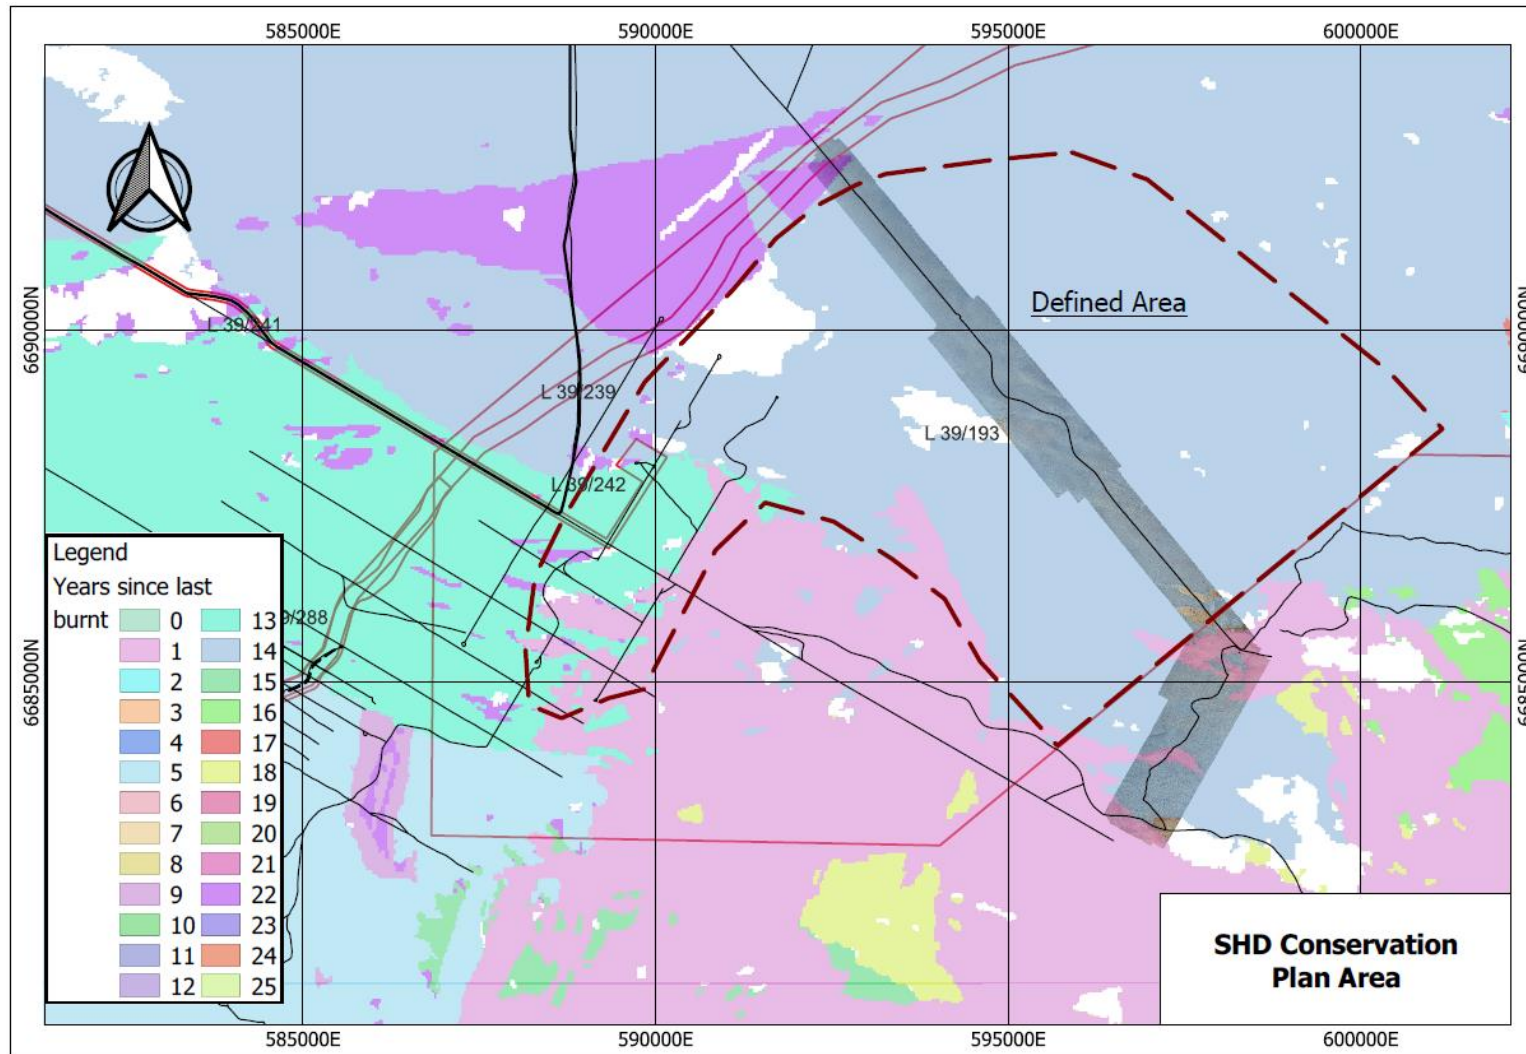 585000E 590000E 595000E 600000E
6690000N
6690000N
Defined Area
L 39/241
L 39/239
L 39/193
L 39/242
9/288
6685000N
6685000N
Legend
Years since last
burnt
0 13
1 14
2 15
3 16
4 17
5 18
6 19
7 20
8 21
9 22
10 23
11 24
12 25
SHD Conservation
Plan Area
585000E 590000E 595000E 600000E